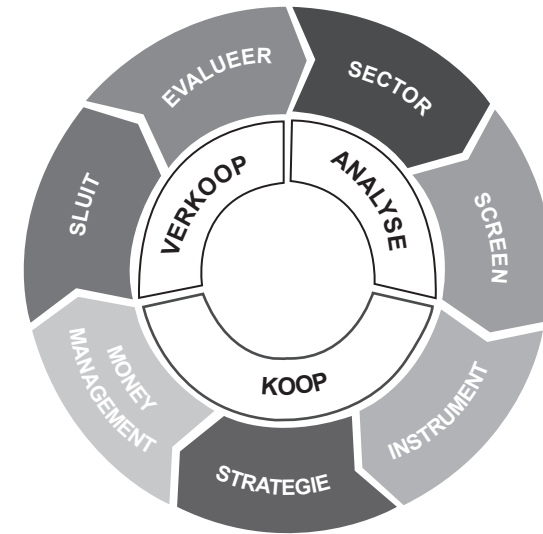 EVALUEER
SECTOR
SCREEN
INSTRUMENT
STRATEGIE
MONEY
MANAGEMENT
SLUIT
VERKOOP
ANALYSE
KOOP